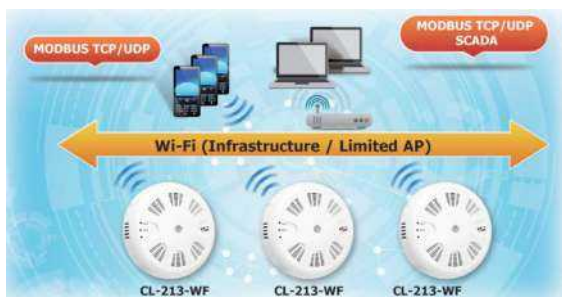 MODBUS TCP/UDP
MODBUS TCP/UDP
SCADA
Wi-Fi (Infrastructure / Limited AP)
CL-213-WF
CL-213-WF
CL-213-WF